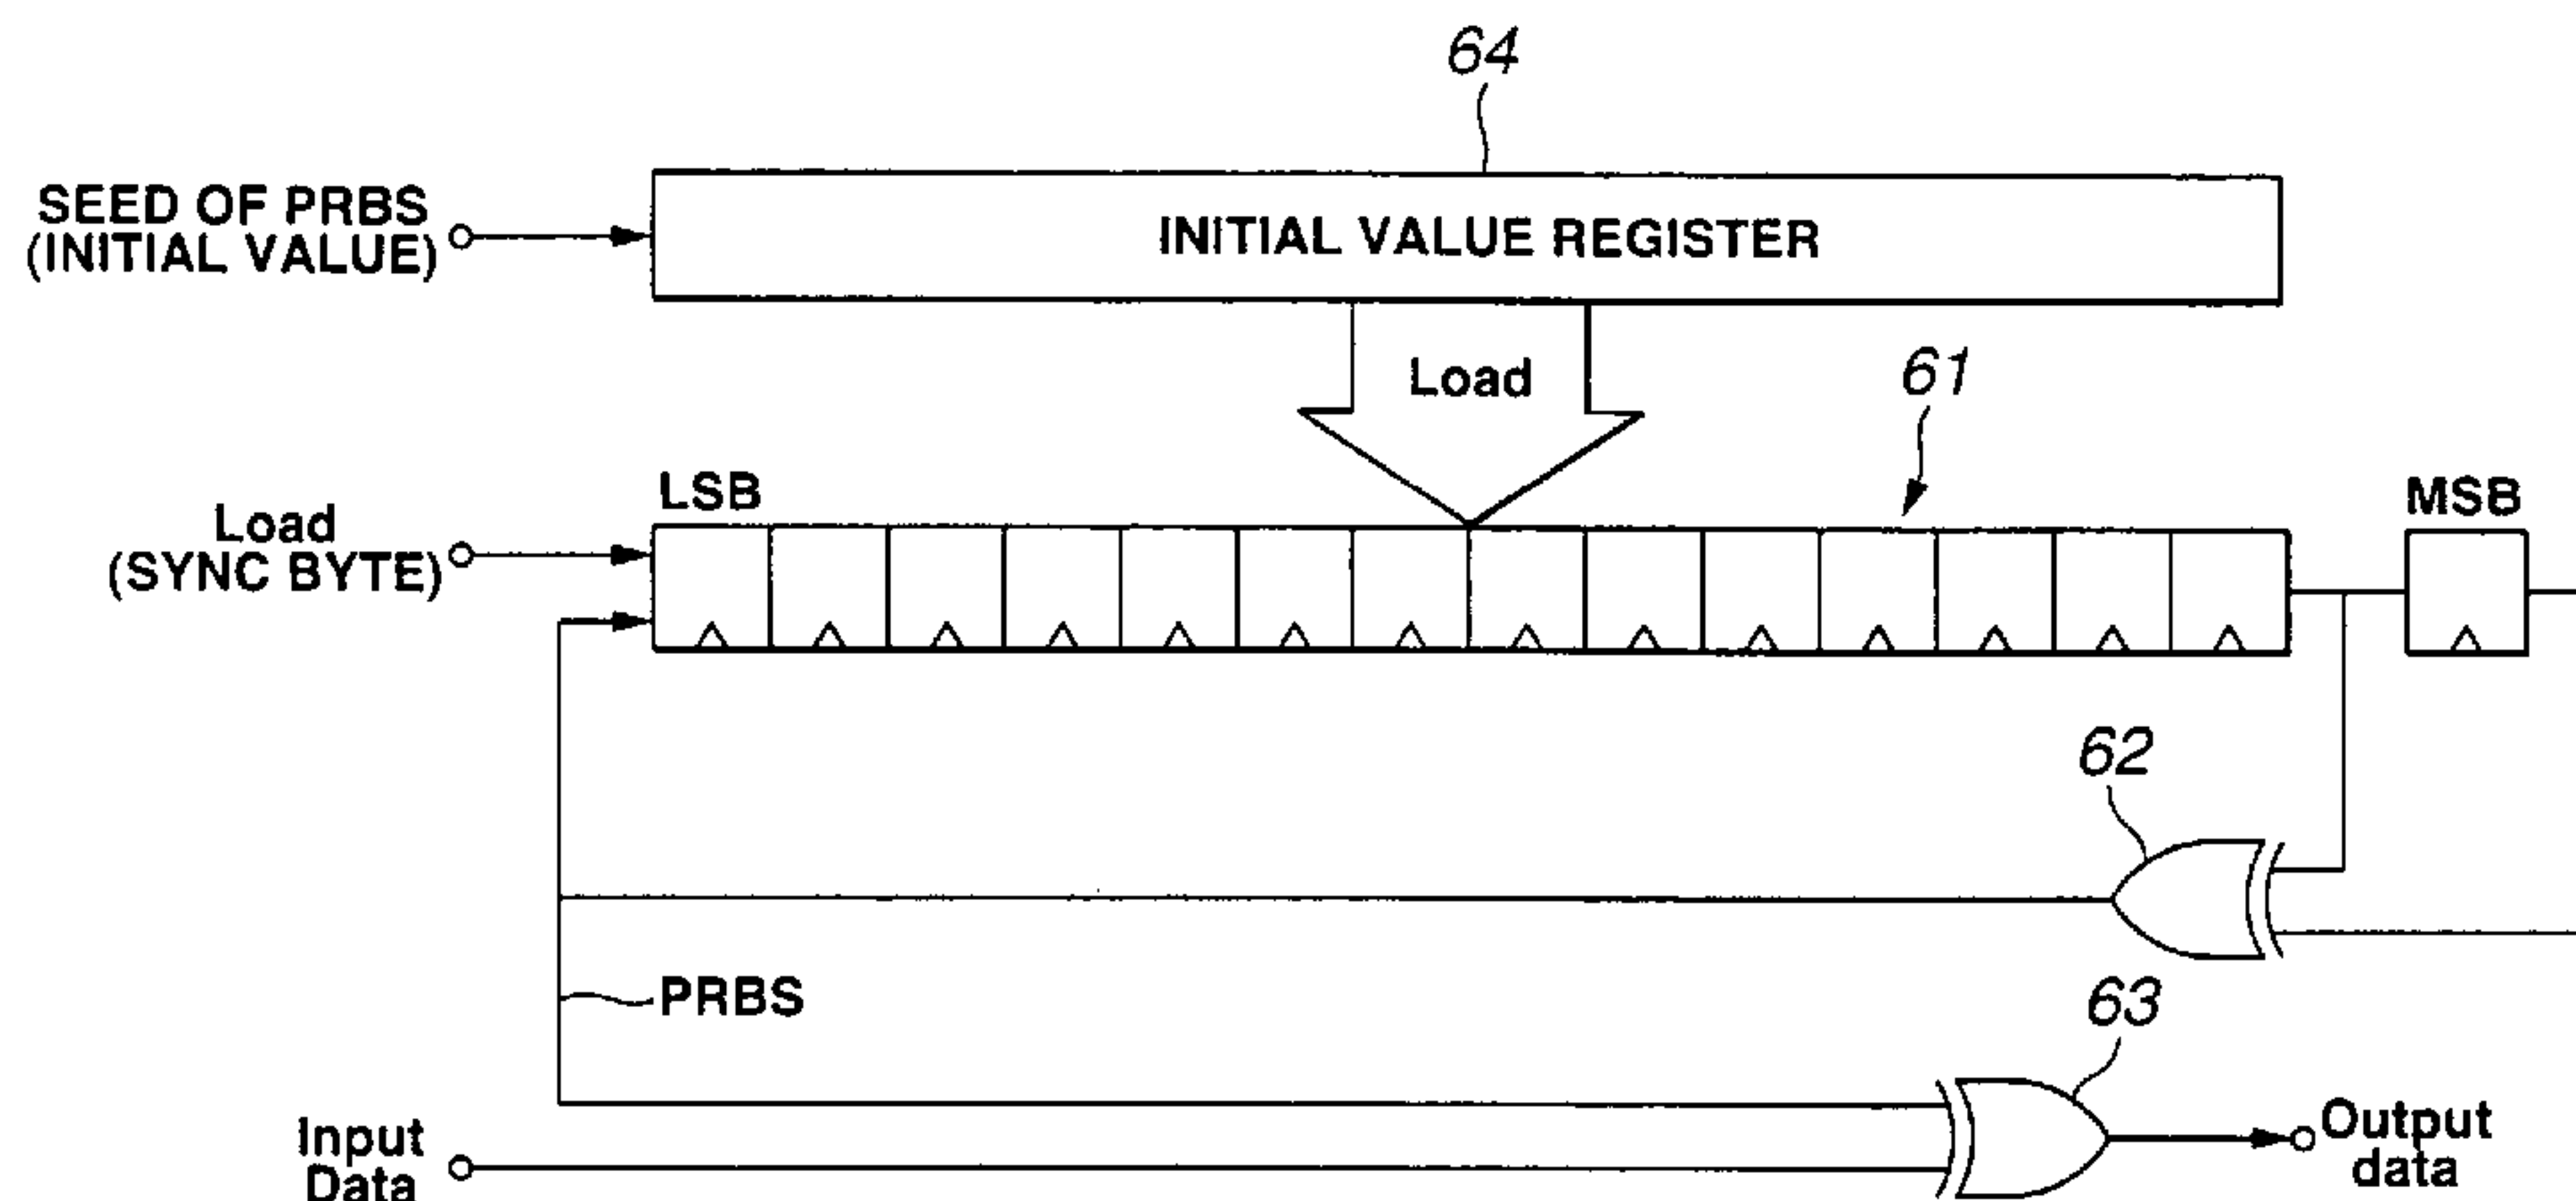 64
SEED OF PRBS
(INITIAL VALUE)
INITIAL VALUE REGISTER
Load
61
LSB
MSB
Load
(SYNC BYTE)
62
PRBS
63
Input
Data
Output
data